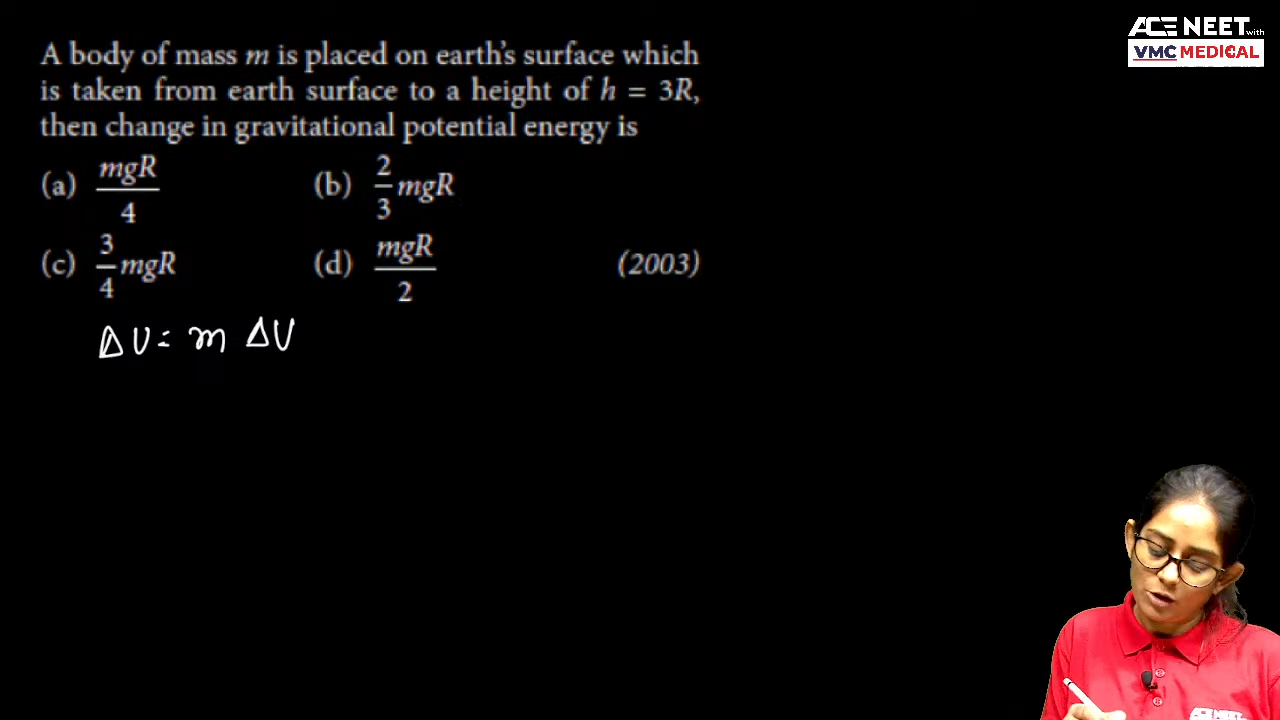 ACE NEET with
VMC MEDICAL
A body of mass m is placed on earth's surface which
is taken from earth surface to a height of h = 3R,
then change in gravitational potential energy is
(a) mgR/4 (b) 2/3 mgR
(c) 3/4 mgR (d) mgR/2 (2003)
Δ U = m ΔV
ACE NEET